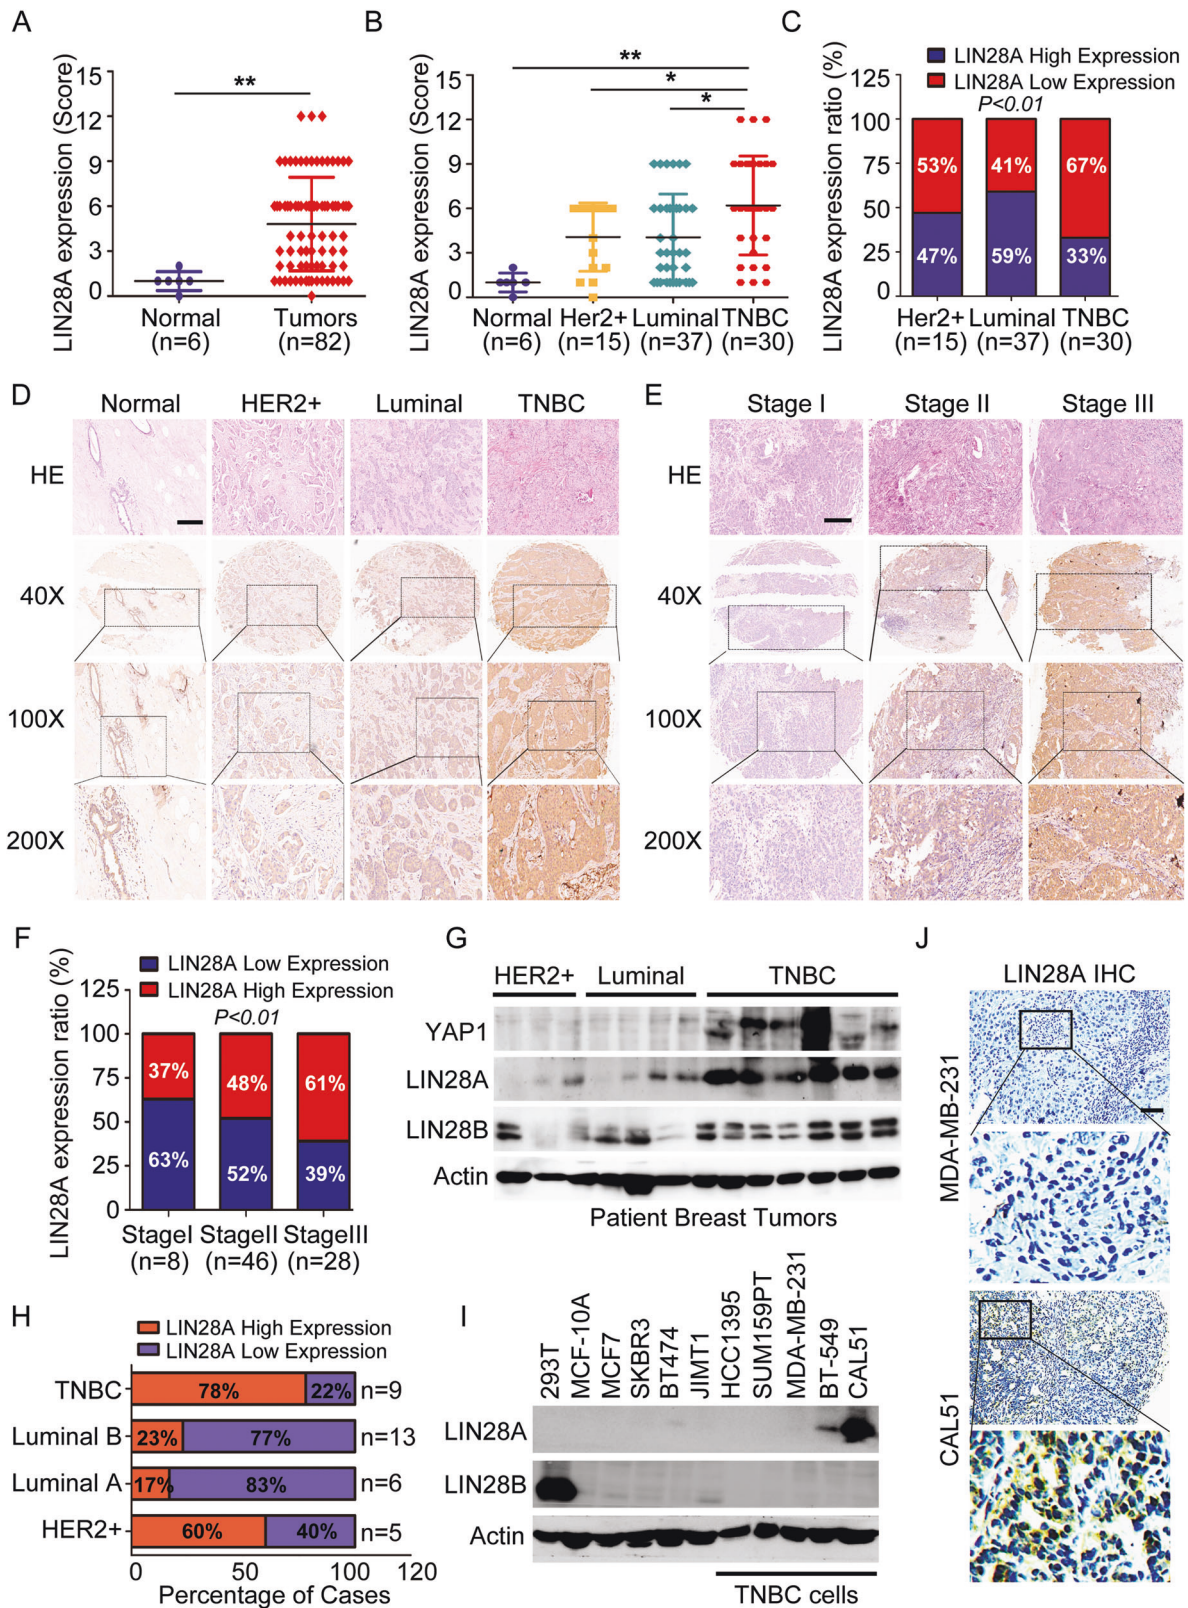 A
LIN28A expression (Score)
15
12
9
6
3
0
**
Normal
(n=6)
Tumors
(n=82)
B
LIN28A expression (Score)
15
12
9
6
3
0
**
*
*
Normal
(n=6)
Her2+
(n=15)
Luminal
(n=37)
TNBC
(n=30)
C
LIN28A expression ratio (%)
LIN28A High Expression
LIN28A Low Expression
P<0.01
125
100
75
50
25
0
53%
41%
67%
47%
59%
33%
Her2+
(n=15)
Luminal
(n=37)
TNBC
(n=30)
D
Normal
HER2+
Luminal
TNBC
HE
40X
100X
200X
E
Stage I
Stage II
Stage III
HE
40X
100X
200X
F
LIN28A expression ratio (%)
LIN28A Low Expression
LIN28A High Expression
P<0.01
125
100
75
50
25
0
37%
48%
61%
63%
52%
39%
StageI
(n=8)
StageII
(n=46)
StageIII
(n=28)
G
HER2+
Luminal
TNBC
YAP1
LIN28A
LIN28B
Actin
Patient Breast Tumors
H
LIN28A High Expression
LIN28A Low Expression
TNBC 78% 22% n=9
Luminal B 23% 77% n=13
Luminal A 17% 83% n=6
HER2+ 60% 40% n=5
0 50 100 120
Percentage of Cases
I
293T
MCF-10A
MCF7
SKBR3
BT474
JIMT1
HCC1395
SUM159PT
MDA-MB-231
BT-549
CAL51
LIN28A
LIN28B
Actin
TNBC cells
J
LIN28A IHC
MDA-MB-231
CAL51